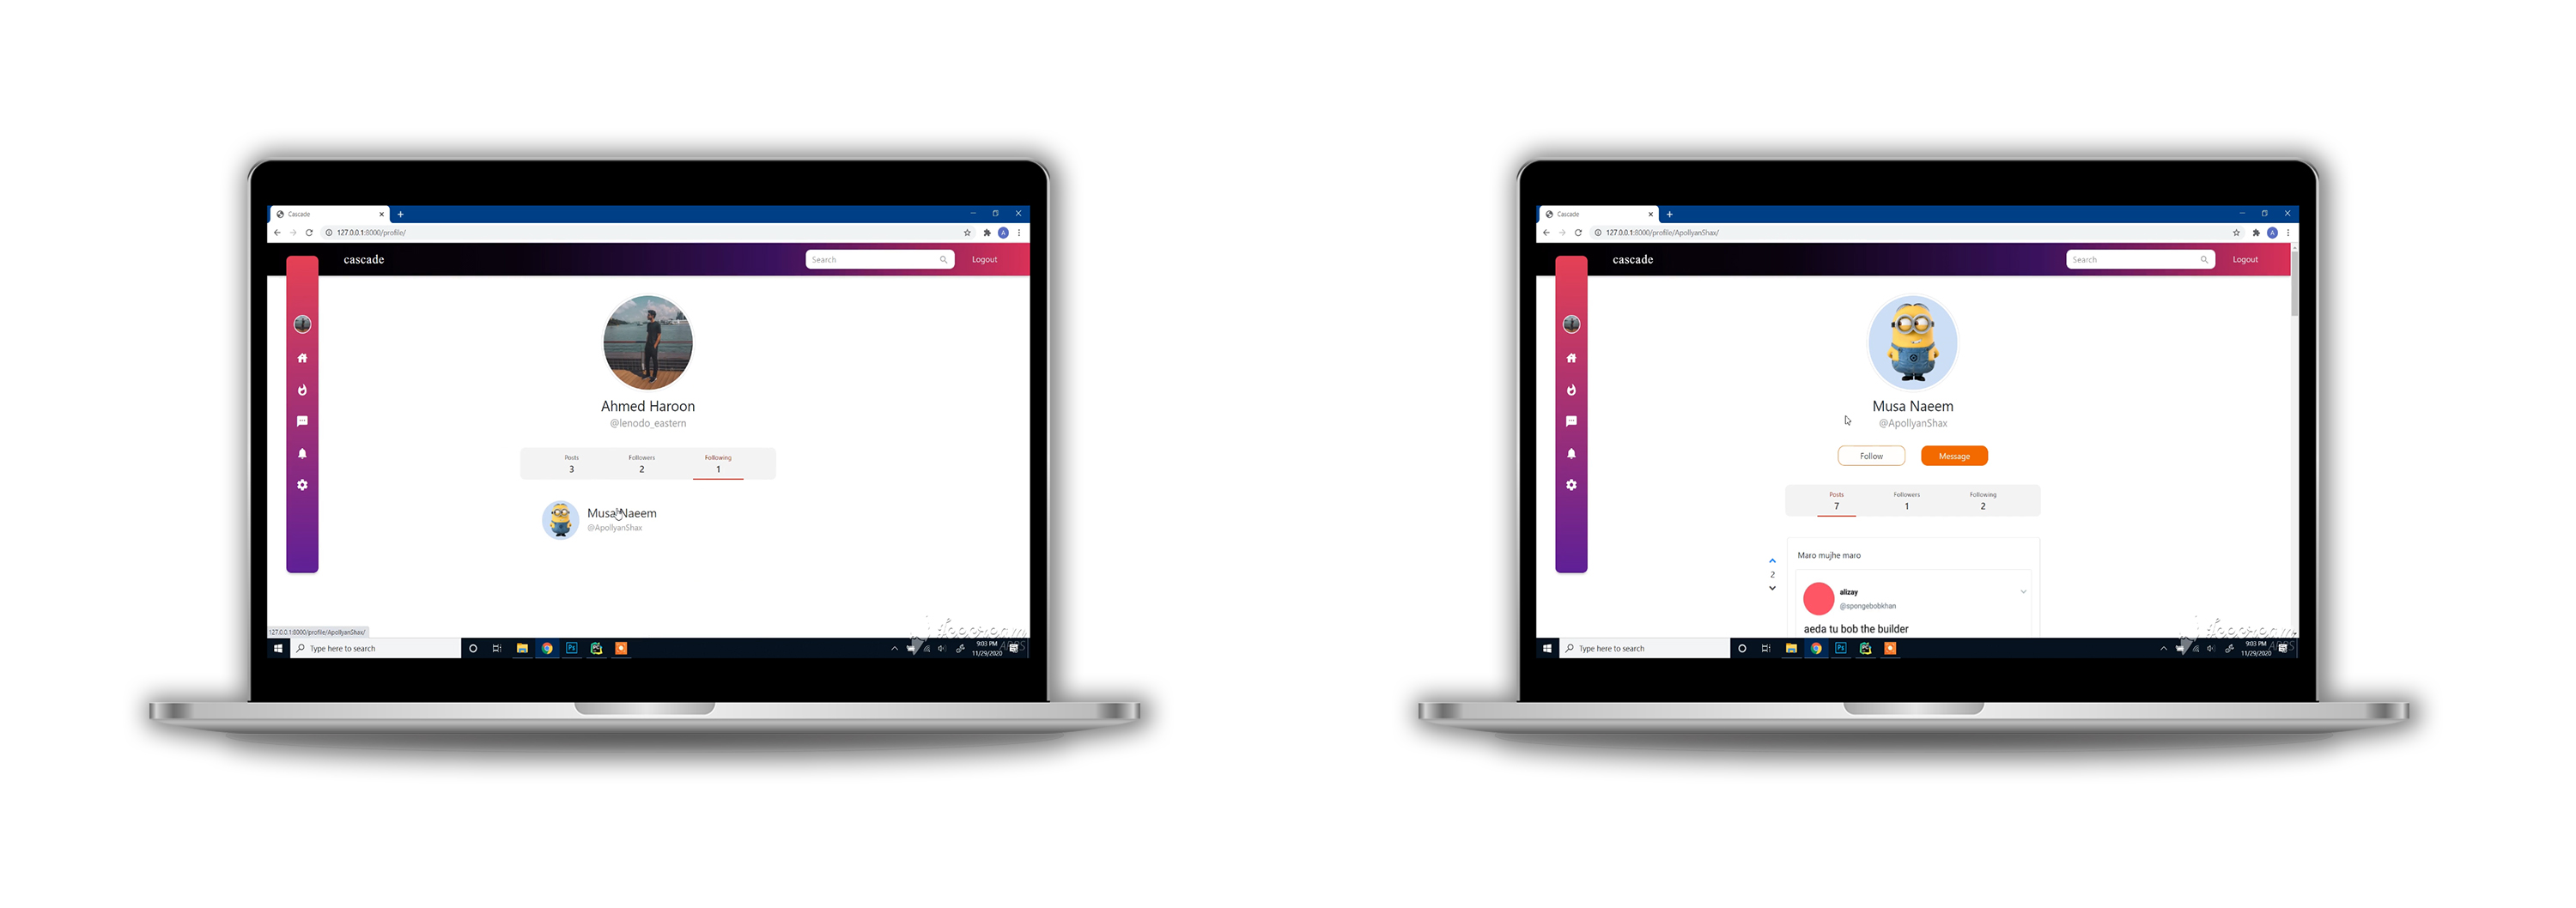 Cascade
127.0.0.1:8000/profile/
cascade
Search
Logout
Ahmed Haroon
@lenodo_eastern
Posts Followers Following
3 2 1
Musa Naeem
@ApollyanShax
127.0.0.1:8000/profile/ApollyanShax/
Type here to search
Ps
9:03 PM
11/29/2020
Cascade
127.0.0.1:8000/profile/ApollyanShax/
A
cascade
Search
Logout
Musa Naeem
@ApollyanShax
Follow Message
Posts Followers Following
7 1 2
Maro mujhe maro
2
alizay
@spongebobkhan
aeda tu bob the builder
Type here to search
Ps
9:03 PM
11/29/2020